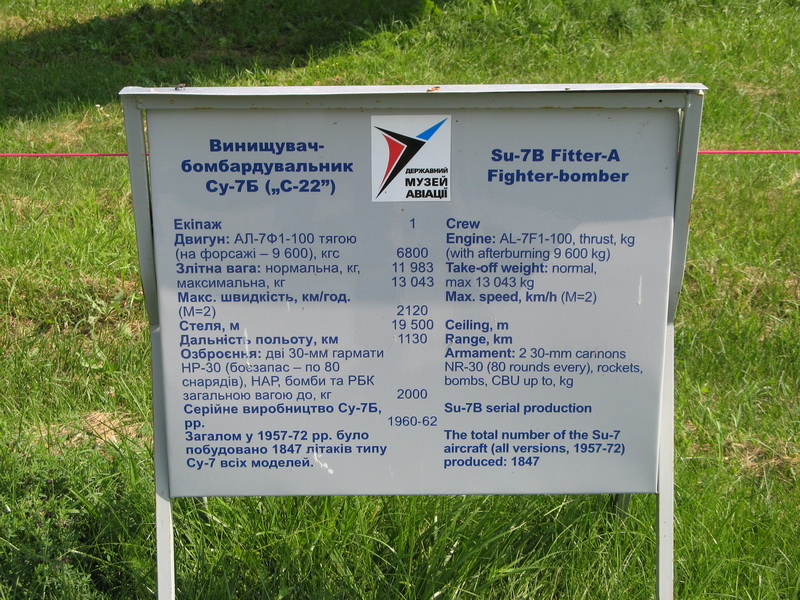 Винищувач-
бомбардувальник
Су-7Б („С-22”)
ДЕРЖАВНИЙ
МУЗЕЙ
АВІАЦІЇ
Su-7B Fitter-A
Fighter-bomber
Екіпаж 1 Crew
Двигун: АЛ-7Ф1-100 тягою Engine: AL-7F1-100, thrust, kg
(на форсажі – 9 600), кгс 6800 (with afterburning 9 600 kg)
Злітна вага: нормальна, кг, 11 983 Take-off weight: normal,
максимальна, кг 13 043 max 13 043 kg
Макс. швидкість, км/год. Max. speed, km/h (M=2)
(М=2) 2120
Стеля, м 19 500 Ceiling, m
Дальність польоту, км 1130 Range, km
Озброєння: дві 30-мм гармати Armament: 2 30-mm cannons
НР-30 (боєзапас – по 80 NR-30 (80 rounds every), rockets,
снарядів), НАР, бомби та РБК bombs, CBU up to, kg
загальною вагою до, кг 2000
Серійне виробництво Су-7Б, Su-7B serial production
рр. 1960-62
Загалом у 1957-72 рр. було The total number of the Su-7
побудовано 1847 літаків типу aircraft (all versions, 1957-72)
Су-7 всіх моделей. produced: 1847